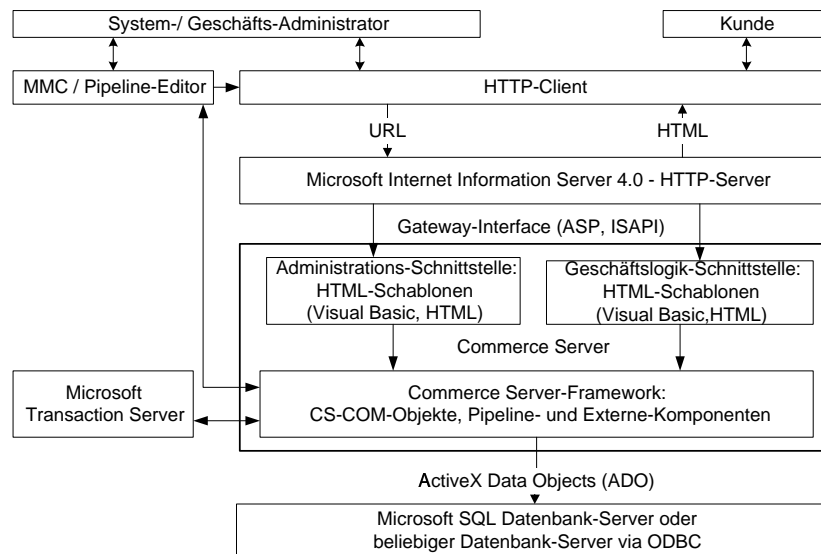 System-/ Geschäfts-Administrator
Kunde
MMC / Pipeline-Editor
HTTP-Client
URL
HTML
Microsoft Internet Information Server 4.0 - HTTP-Server
Gateway-Interface (ASP, ISAPI)
Administrations-Schnittstelle:
HTML-Schablonen
(Visual Basic, HTML)
Geschäftslogik-Schnittstelle:
HTML-Schablonen
(Visual Basic,HTML)
Commerce Server
Microsoft
Transaction Server
Commerce Server-Framework:
CS-COM-Objekte, Pipeline- und Externe-Komponenten
ActiveX Data Objects (ADO)
Microsoft SQL Datenbank-Server oder
beliebiger Datenbank-Server via ODBC